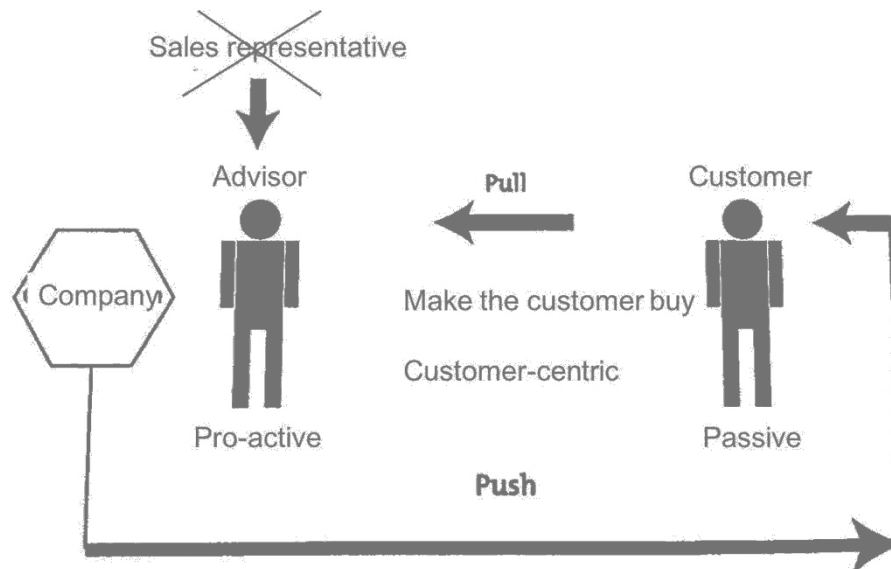 Sales representative
Advisor
Pull
Customer
Company
Make the customer buy
Customer-centric
Pro-active
Passive
Push